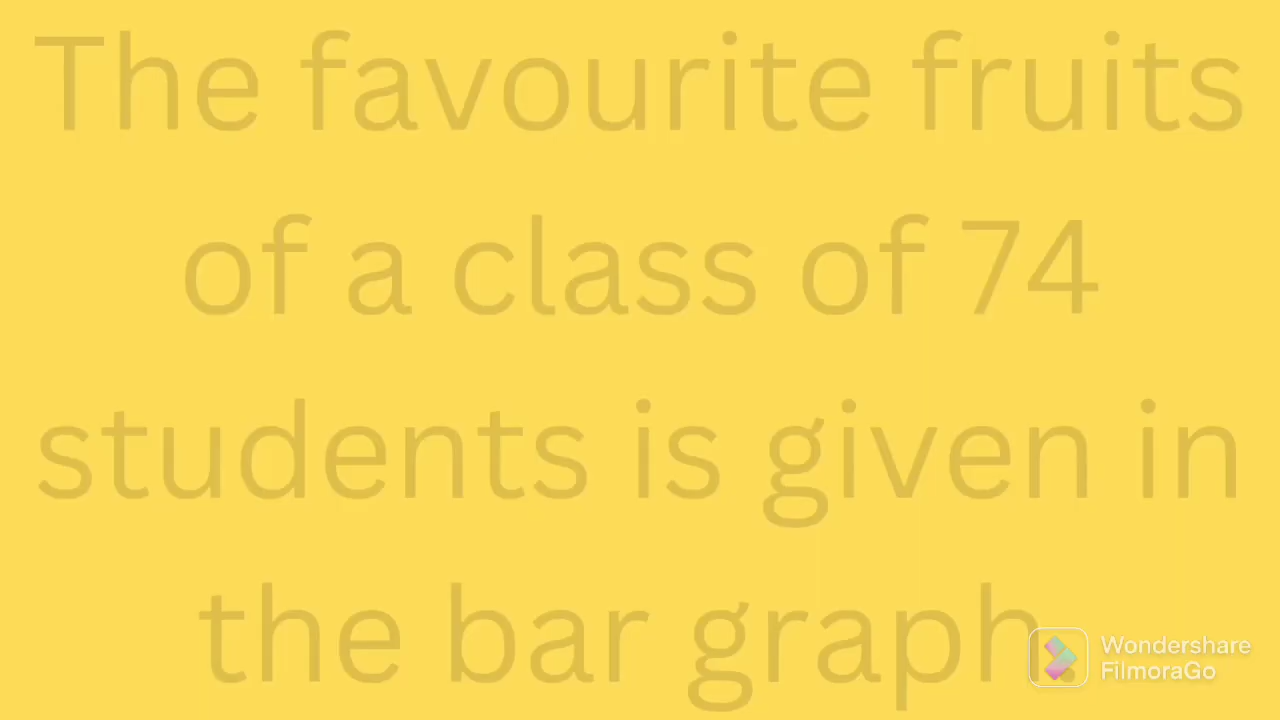 The favourite fruits
of a class of 74
students is given in
the bar graph
Wondershare
FilmoraGo